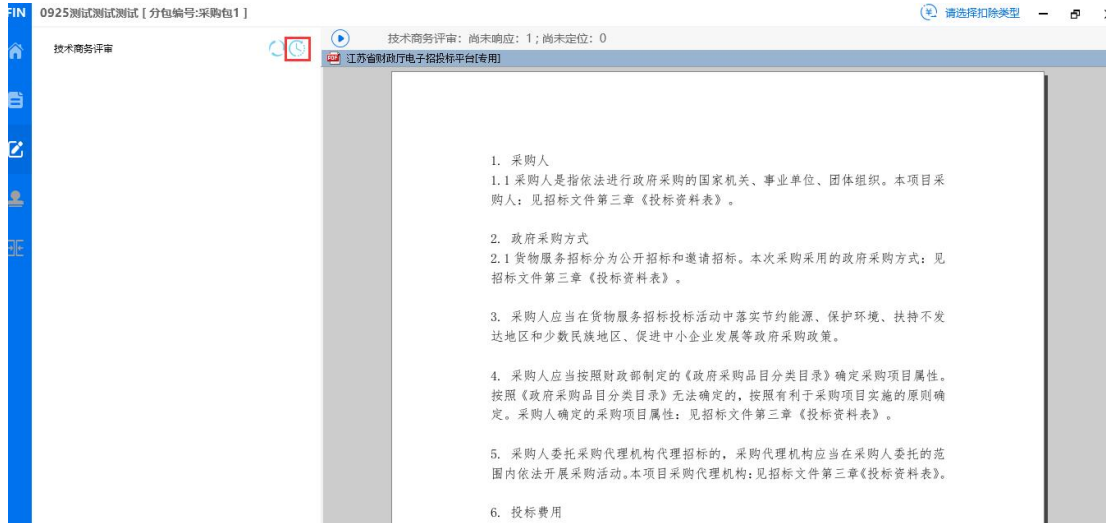 FIN
0925测试测试测试 [ 分包编号:采购包1 ]
请选择扣除类型
技术商务评审
技术商务评审：尚未响应：1 ; 尚未定位：0
江苏省财政厅电子招投标平台[专用]
1. 采购人
1.1 采购人是指依法进行政府采购的国家机关、事业单位、团体组织。本项目采
购人：见招标文件第三章《投标资料表》。
2. 政府采购方式
2.1 货物服务招标分为公开招标和邀请招标。本次采购采用的政府采购方式：见
招标文件第三章《投标资料表》。
3. 采购人应当在货物服务招标投标活动中落实节约能源、保护环境、扶持不发
达地区和少数民族地区、促进中小企业发展等政府采购政策。
4. 采购人应当按照财政部制定的《政府采购品目分类目录》确定采购项目属性。
按照《政府采购品目分类目录》无法确定的，按照有利于采购项目实施的原则确
定。采购人确定的采购项目属性：见招标文件第三章《投标资料表》。
5. 采购人委托采购代理机构代理招标的，采购代理机构应当在采购人委托的范
围内依法开展采购活动。本项目采购代理机构：见招标文件第三章《投标资料表》。
6. 投标费用